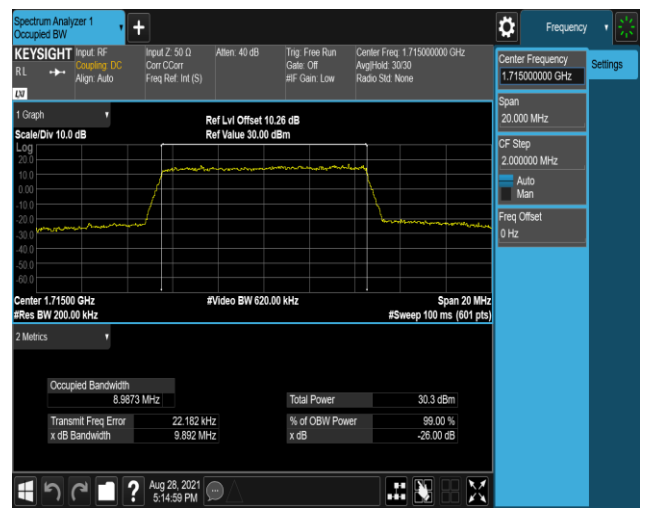 Spectrum Analyzer 1
Occupied BW
Frequency
KEYSIGHT
RL
LXI
Input: RF
Coupling: DC
Align: Auto
Input Z: 50 Ω
Corr CCorr
Freq Ref: Int (S)
Atten: 40 dB
Trig: Free Run
Gate: Off
#IF Gain: Low
Center Freq: 1.715000000 GHz
Avg|Hold: 30/30
Radio Std: None
Center Frequency
1.715000000 GHz
Settings
Span
20.000 MHz
CF Step
2.000000 MHz
Auto
Man
Freq Offset
0 Hz
1 Graph
Scale/Div 10.0 dB
Ref Lvl Offset 10.26 dB
Ref Value 30.00 dBm
Log
20.0
10.0
0.00
-10.0
-20.0
-30.0
-40.0
-50.0
-60.0
Center 1.71500 GHz
#Video BW 620.00 kHz
Span 20 MHz
#Res BW 200.00 kHz
#Sweep 100 ms (601 pts)
2 Metrics
Occupied Bandwidth
8.9873 MHz
Total Power 30.3 dBm
Transmit Freq Error 22.182 kHz
% of OBW Power 99.00 %
x dB Bandwidth 9.892 MHz
x dB -26.00 dB
?
Aug 28, 2021
5:14:59 PM